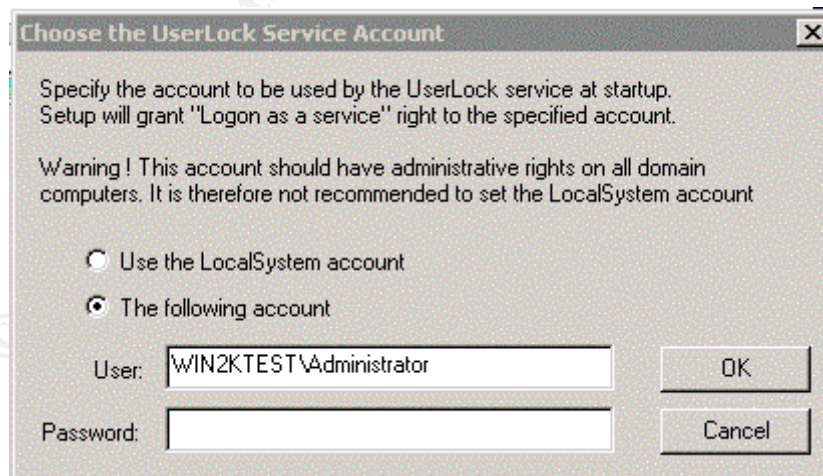 Choose the UserLock Service Account
Specify the account to be used by the UserLock service at startup.
Setup will grant "Logon as a service" right to the specified account.
Warning ! This account should have administrative rights on all domain
computers. It is therefore not recommended to set the LocalSystem account
Use the LocalSystem account
The following account
User: WIN2KTEST\Administrator OK
Password: Cancel